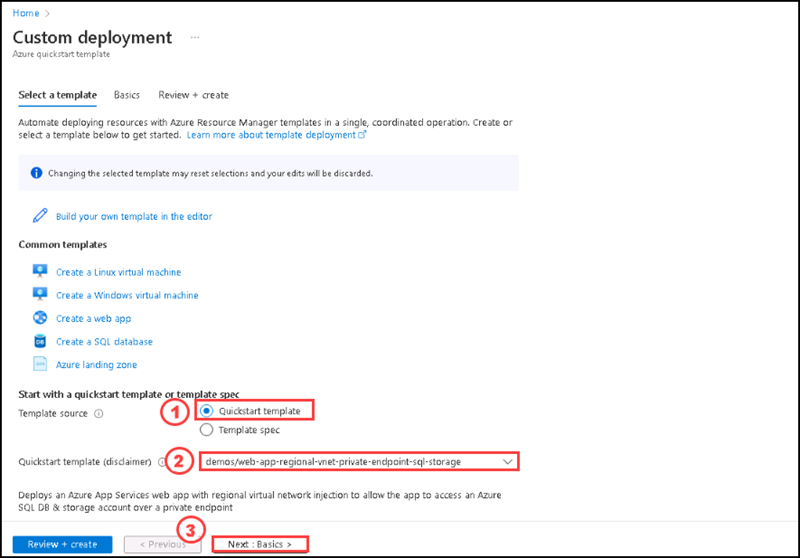 Home >
Custom deployment ...
Azure quickstart template
Select a template Basics Review + create
Automate deploying resources with Azure Resource Manager templates in a single, coordinated operation. Create or
select a template below to get started. Learn more about template deployment
Changing the selected template may reset selections and your edits will be discarded.
Build your own template in the editor
Common templates
Create a Linux virtual machine
Create a Windows virtual machine
Create a web app
DB Create a SQL database
Azure landing zone
Start with a quickstart template or template spec
Template source 1 Quickstart template
Template spec
Quickstart template (disclaimer) 2 demos/web-app-regional-vnet-private-endpoint-sql-storage
Deploys an Azure App Services web app with regional virtual network injection to allow the app to access an Azure
SQL DB & storage account over a private endpoint
3
Review + create < Previous Next : Basics >